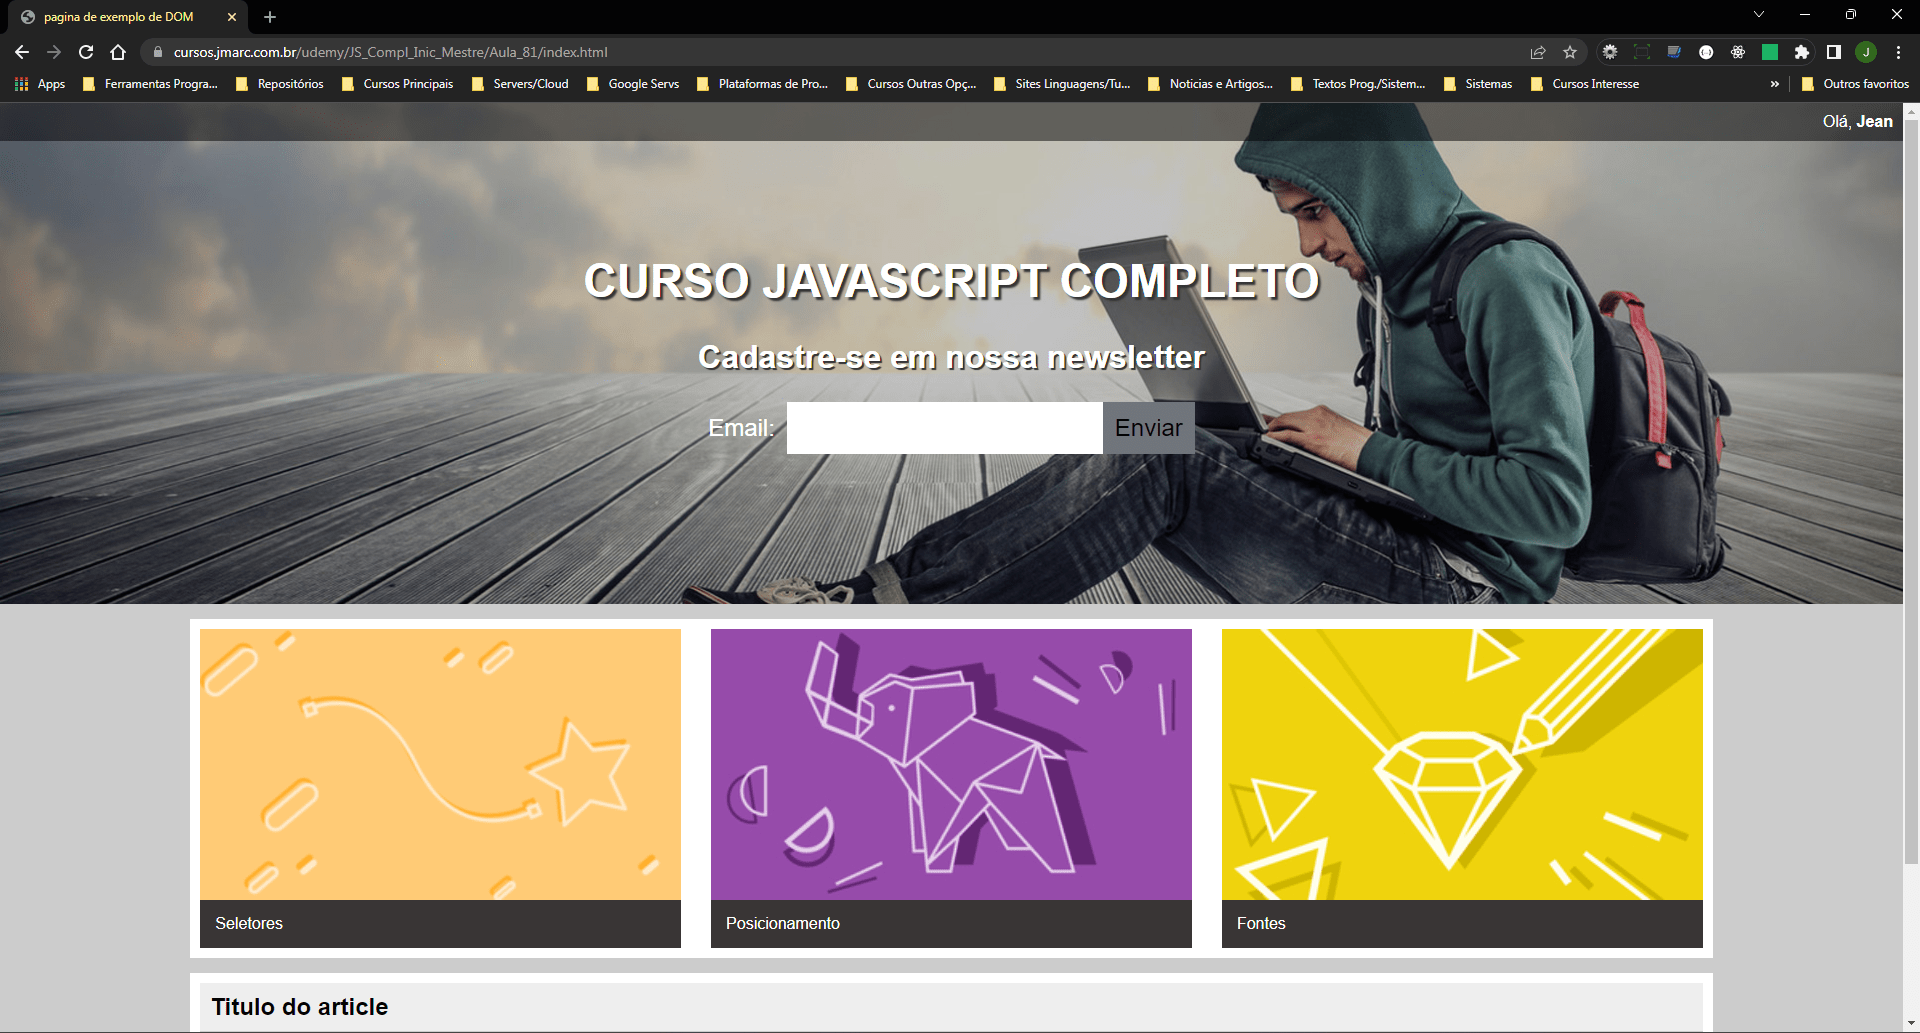 pagina de exemplo de DOM
cursos.jmarc.com.br/udemy/JS_Compl_Inic_Mestre/Aula_81/index.html
J
Apps Ferramentas Progra... Repositórios Cursos Principais Servers/Cloud Google Servs Plataformas de Pro... Cursos Outras Opç... Sites Linguagens/Tu... Noticias e Artigos... Textos Prog./Sistem... Sistemas Cursos Interesse » Outros favoritos
Olá, Jean
CURSO JAVASCRIPT COMPLETO
Cadastre-se em nossa newsletter
Email: Enviar
Seletores Posicionamento Fontes
Titulo do article